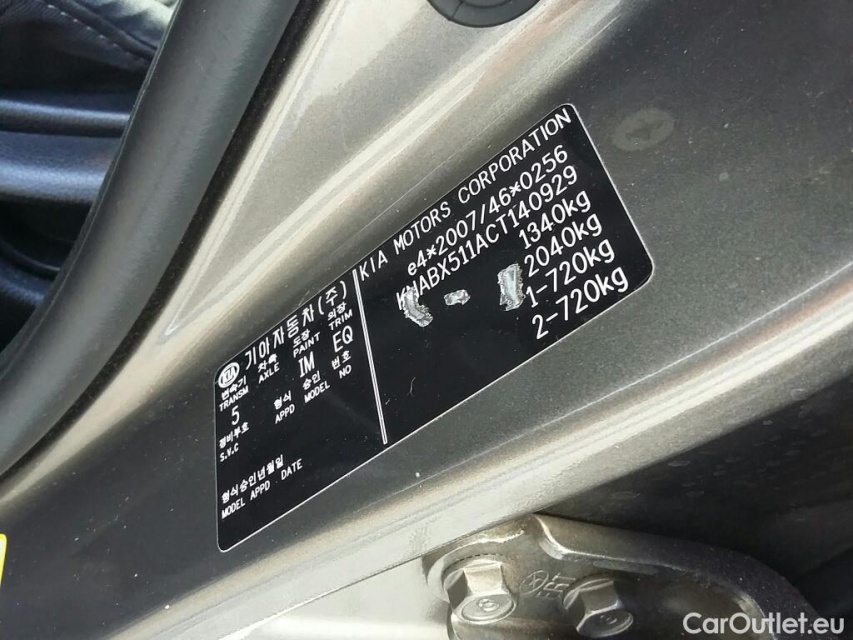 KIA 기아자동차(주)
변속기 차축 도장 외장
TRANSM AXLE PAINT TRIM
5 IM EQ
경비부호 형식 승인 번호
S.V.C APPD MODEL NO
형식승인년월일
MODEL APPD DATE
KIA MOTORS CORPORATION
e4*2007/46*0256
KNABX511ACT140929
1340kg
2040kg
1-720kg
2-720kg
CarOutlet.eu